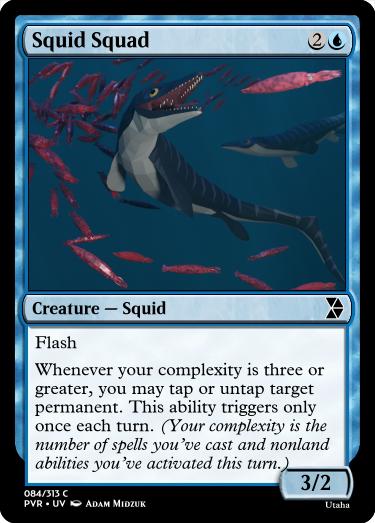 Squid Squad 2
Creature — Squid
Flash
Whenever your complexity is three or
greater, you may tap or untap target
permanent. This ability triggers only
once each turn. (Your complexity is the
number of spells you've cast and nonland
abilities you've activated this turn.)
3/2
084/313 C
PVR • UV Adam Midzuk
Utaha